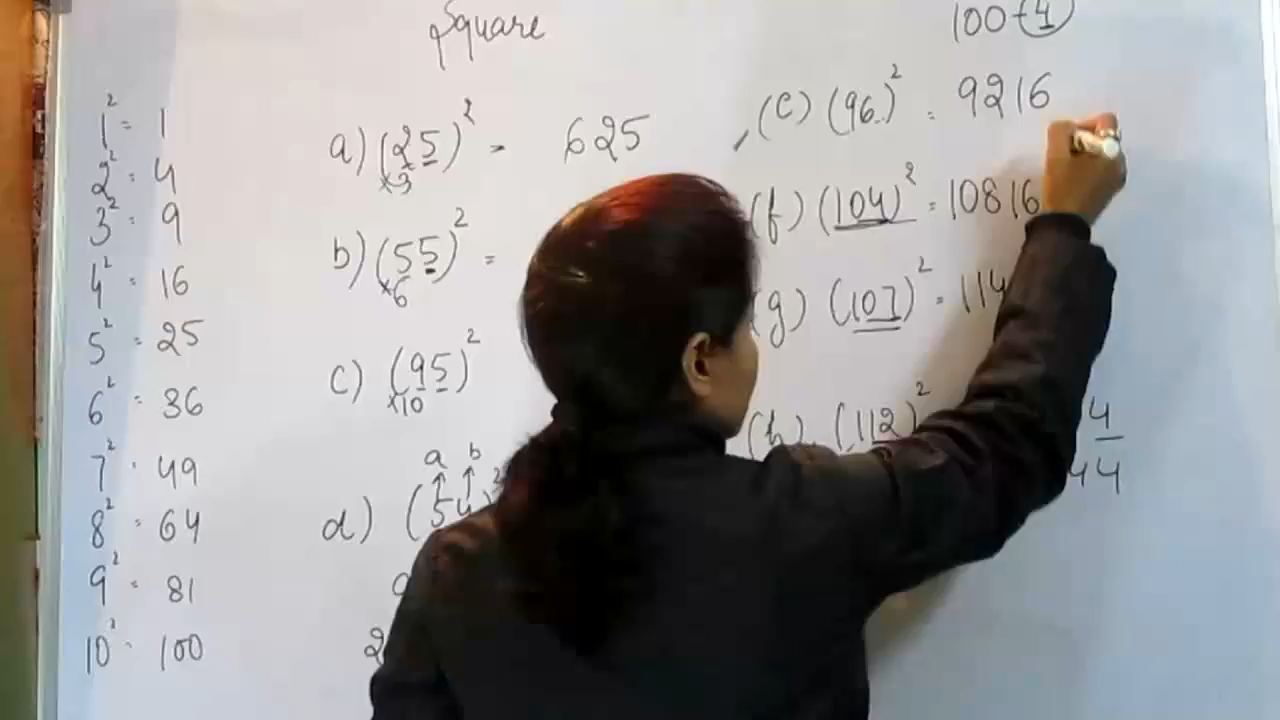 Square
1² = 1
2² = 4
3² = 9
4² = 16
5² = 25
6² = 36
7² = 49
8² = 64
9² = 81
10² = 100
a) (25)² = 625
×3
b) (55)² =
×6
c) (95)²
×10
a b
d) (54)²
100-4
(c) (96)² = 9216
(f) (104)² = 10816
(g) (107)² = 114
(h) (112)²
4
44